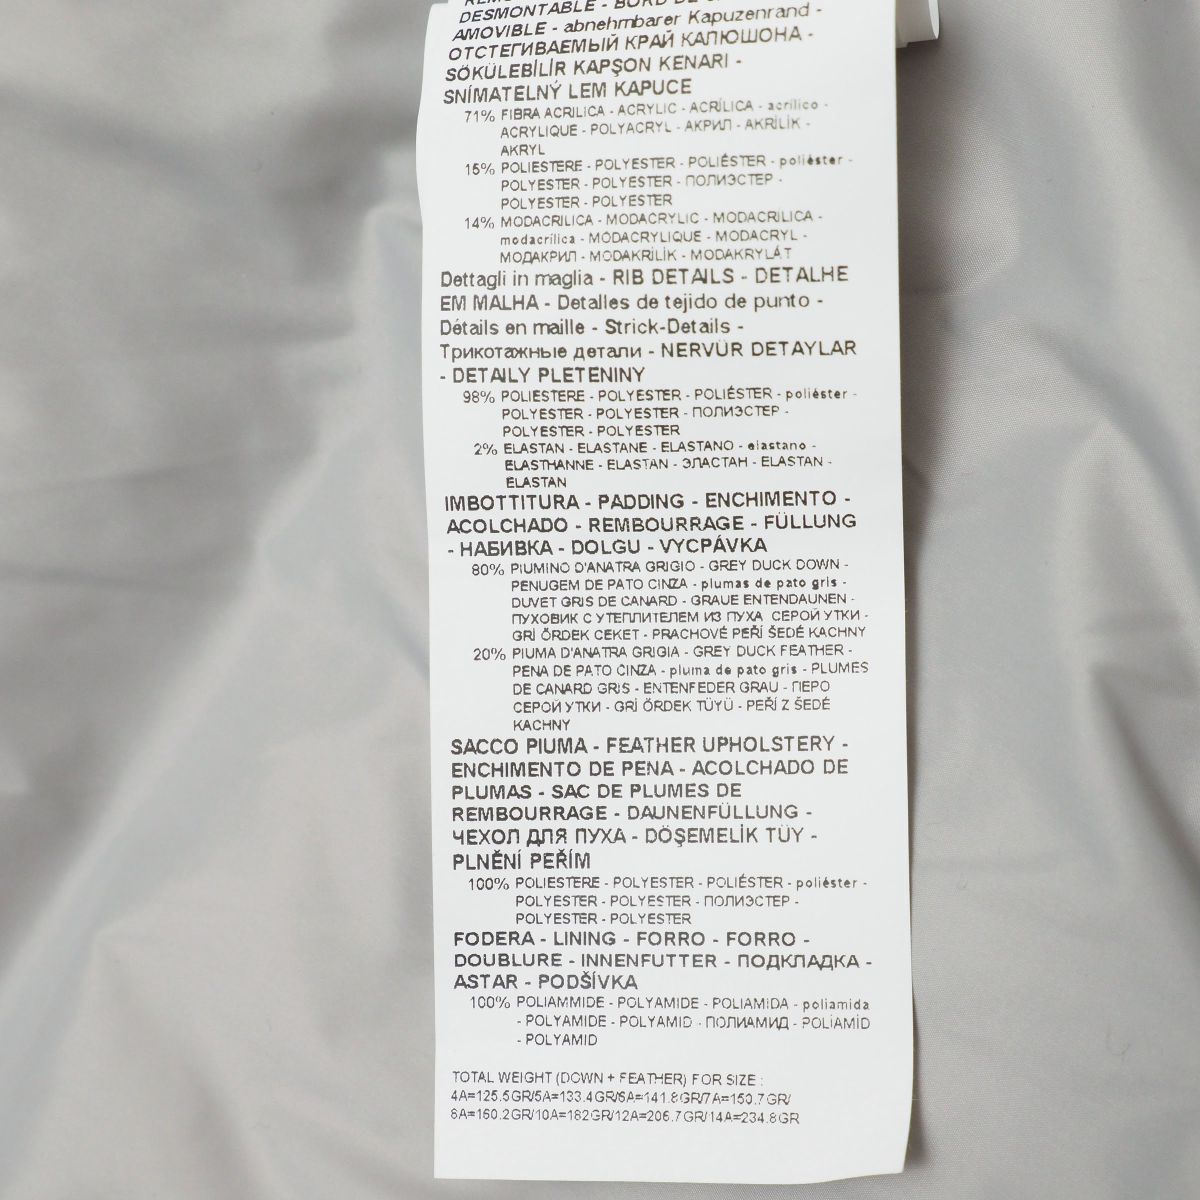 DESMONTABLE - BORD DE
AMOVIBLE - abnehmbarer Kapuzenrand -
ОТСТЕГИВАЕМЫЙ КРАЙ КАПЮШОНА -
SÖKÜLEBİLİR KAPŞON KENARI -
SNÍMATELNÝ LEM KAPUCE
71% FIBRA ACRILICA - ACRYLIC - ACRÍLICA - acrílico -
ACRYLIQUE - POLYACRYL - АКРИЛ - AKRİLİK -
AKRYL
15% POLIESTERE - POLYESTER - POLIÉSTER - poliéster -
POLYESTER - POLYESTER - ПОЛИЭСТЕР -
POLYESTER - POLYESTER
14% MODACRILICA - MODACRYLIC - MODACRÍLICA -
modacrílica - MODACRYLIQUE - MODACRYL -
МОДАКРИЛ - MODAKRİLİK - MODAKRYLÁT
Dettagli in maglia - RIB DETAILS - DETALHE
EM MALHA - Detalles de tejido de punto -
Détails en maille - Strick-Details -
Трикотажные детали - NERVÜR DETAYLAR
- DETAILY PLETENINY
98% POLIESTERE - POLYESTER - POLIÉSTER - poliéster -
POLYESTER - POLYESTER - ПОЛИЭСТЕР -
POLYESTER - POLYESTER
2% ELASTAN - ELASTANE - ELASTANO - elastano -
ELASTHANNE - ELASTAN - ЭЛАСТАН - ELASTAN -
ELASTAN
IMBOTTITURA - PADDING - ENCHIMENTO -
ACOLCHADO - REMBOURRAGE - FÜLLUNG
- НАБИВКА - DOLGU - VYCPÁVKA
80% PIUMINO D'ANATRA GRIGIO - GREY DUCK DOWN -
PENUGEM DE PATO CINZA - plumas de pato gris -
DUVET GRIS DE CANARD - GRAUE ENTENDAUNEN -
ПУХОВИК С УТЕПЛИТЕЛЕМ ИЗ ПУХА СЕРОЙ УТКИ -
GRİ ÖRDEK CEKET - PRACHOVÉ PEŘÍ ŠEDÉ KACHNY
20% PIUMA D'ANATRA GRIGIA - GREY DUCK FEATHER -
PENA DE PATO CINZA - pluma de pato gris - PLUMES
DE CANARD GRIS - ENTENFEDER GRAU - ПЕРО
СЕРОЙ УТКИ - GRİ ÖRDEK TÜYÜ - PEŘÍ Z ŠEDÉ
KACHNY
SACCO PIUMA - FEATHER UPHOLSTERY -
ENCHIMENTO DE PENA - ACOLCHADO DE
PLUMAS - SAC DE PLUMES DE
REMBOURRAGE - DAUNENFÜLLUNG -
ЧЕХОЛ ДЛЯ ПУХА - DÖŞEMELİK TÜY -
PLNĚNÍ PEŘÍM
100% POLIESTERE - POLYESTER - POLIÉSTER - poliéster -
POLYESTER - POLYESTER - ПОЛИЭСТЕР -
POLYESTER - POLYESTER
FODERA - LINING - FORRO - FORRO -
DOUBLURE - INNENFUTTER - ПОДКЛАДКА -
ASTAR - PODŠÍVKA
100% POLIAMMIDE - POLYAMIDE - POLIAMIDA - poliamida
- POLYAMIDE - POLYAMID - ПОЛИАМИД - POLİAMİD
- POLYAMID
TOTAL WEIGHT (DOWN + FEATHER) FOR SIZE :
4A=125.5GR/5A=133.4GR/6A=141.8GR/7A=150.7GR/
8A=160.2GR/10A=182GR/12A=206.7GR/14A=234.8GR